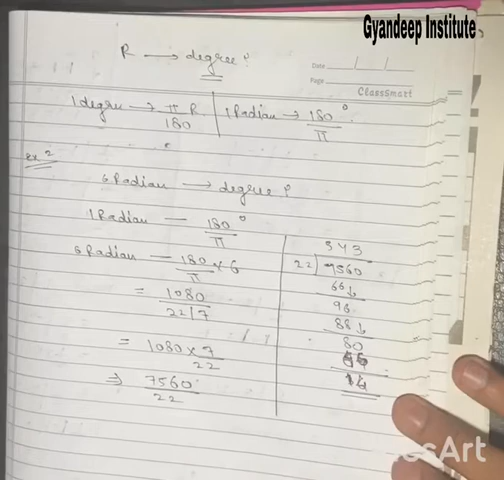 Gyandeep Institute
R → degree ?
Date / /
Page
ClassMatt
1 degree → π/180 R
1 Radian → 180°/π
ex 2
6 Radian → degree ?
1 Radian — 180°/π
6 Radian — 180/π × 6
= 1080 / 22/7
= 1080 × 7/22
⇒ 7560/22
343
22) 7560
66↓
96
88↓
80
14
sArt